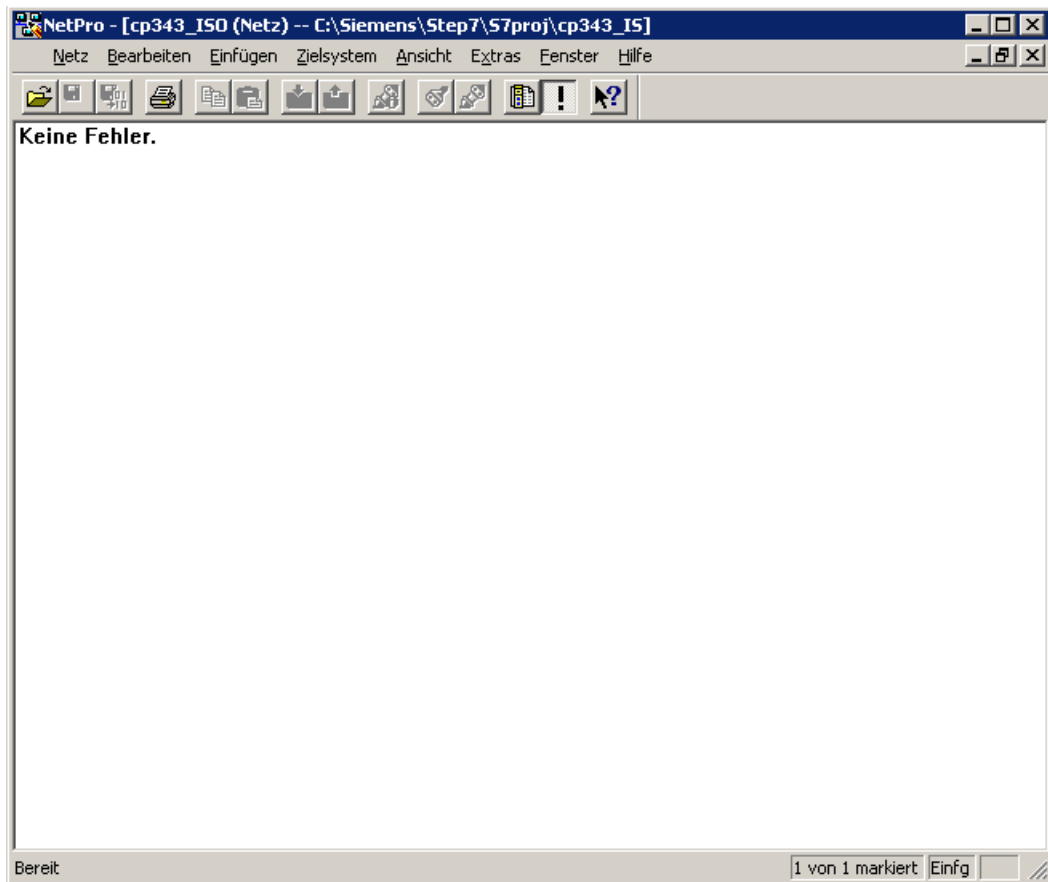 NetPro - [cp343_ISO (Netz) -- C:\Siemens\Step7\S7proj\cp343_IS]
Netz Bearbeiten Einfügen Zielsystem Ansicht Extras Fenster Hilfe
Keine Fehler.
Bereit 1 von 1 markiert Einfg